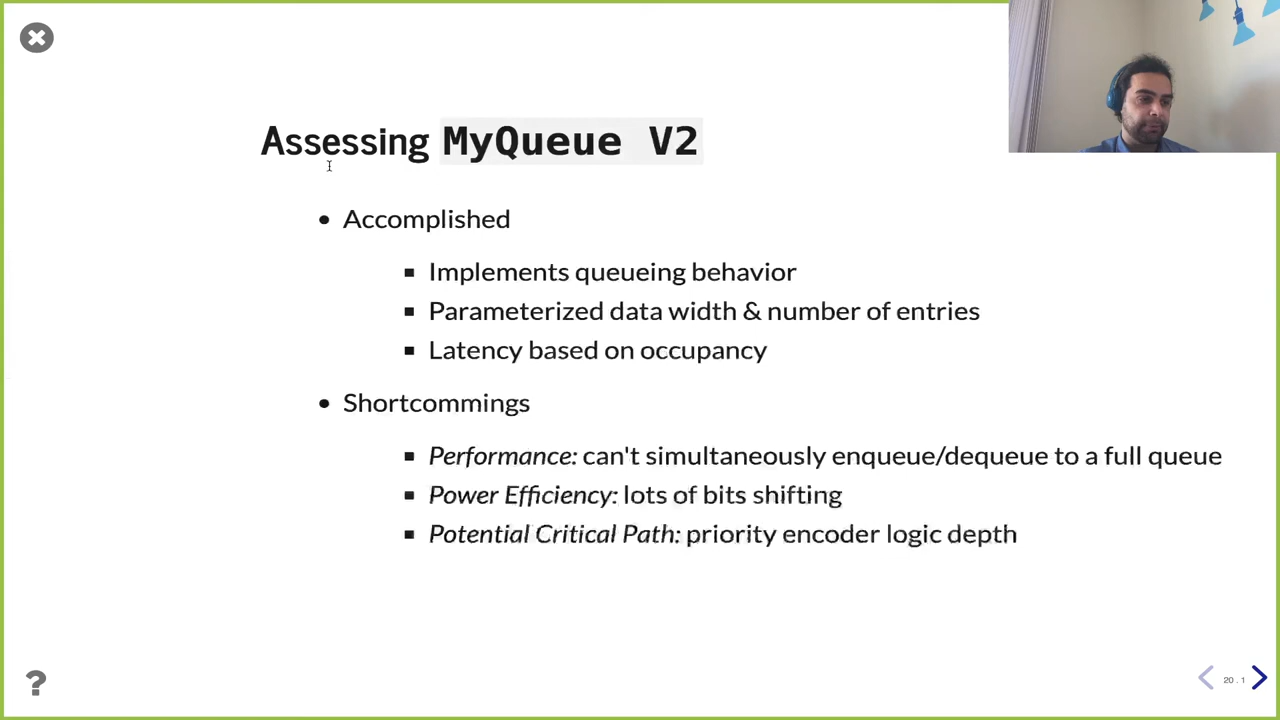 Assessing MyQueue V2
Accomplished
Implements queueing behavior
Parameterized data width & number of entries
Latency based on occupancy
Shortcommings
Performance: can't simultaneously enqueue/dequeue to a full queue
Power Efficiency: lots of bits shifting
Potential Critical Path: priority encoder logic depth
?
20 . 1